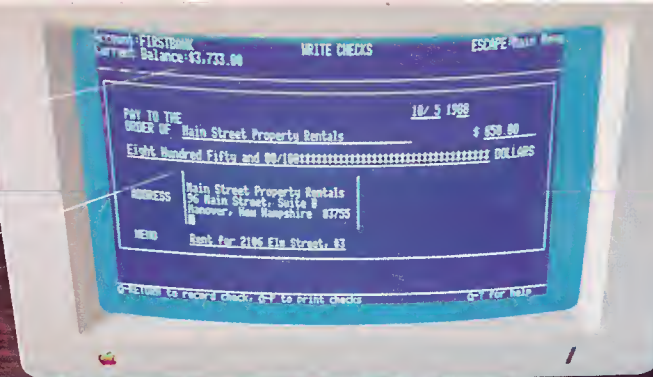 Account:FIRSTBANK WRITE CHECKS ESCAPE:Main Menu
Current Balance:$3,733.00
10/ 5 1988
PAY TO THE
ORDER OF Main Street Property Rentals $ 850.00
Eight Hundred Fifty and 00/100 DOLLARS
Main Street Property Rentals
ADDRESS 96 Main Street, Suite
Hanover, New Hampshire 03755
MEMO Rent for 2106 Elm Street, #3
-RETURN to record check, -P to print checks -? for help